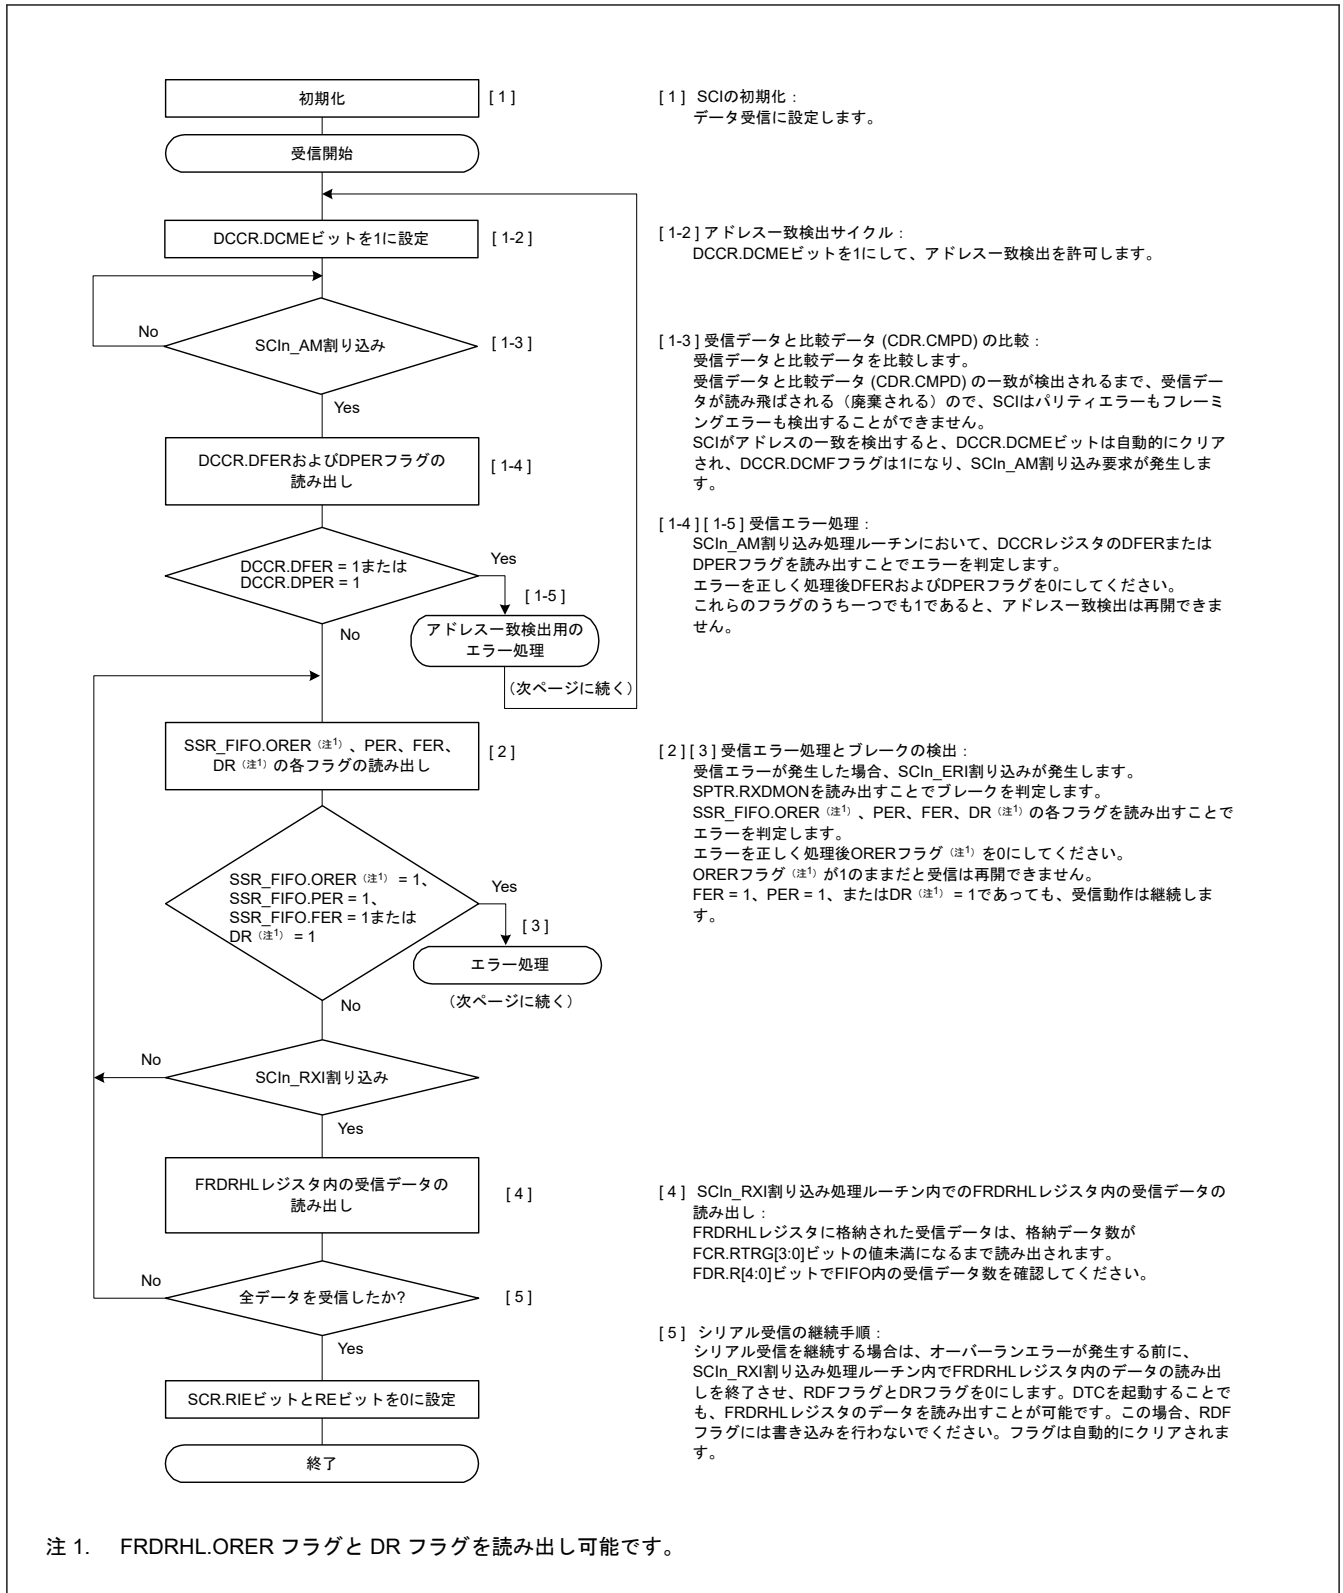 初期化
[ 1 ]
受信開始
DCCR.DCMEビットを1に設定
[ 1-2 ]
No
SCIn_AM割り込み
[ 1-3 ]
Yes
DCCR.DFERおよびDPERフラグの
読み出し
[ 1-4 ]
DCCR.DFER = 1または
DCCR.DPER = 1
Yes
[ 1-5 ]
アドレス一致検出用の
エラー処理
No
（次ページに続く）
SSR_FIFO.ORER（注1）、PER、FER、
DR（注1）の各フラグの読み出し
[ 2 ]
SSR_FIFO.ORER（注1） = 1、
SSR_FIFO.PER = 1、
SSR_FIFO.FER = 1または
DR（注1） = 1
Yes
[ 3 ]
エラー処理
（次ページに続く）
No
No
SCIn_RXI割り込み
Yes
FRDRHLレジスタ内の受信データの
読み出し
[ 4 ]
No
全データを受信したか?
[ 5 ]
Yes
SCR.RIEビットとREビットを0に設定
終了
[ 1 ] SCIの初期化：
データ受信に設定します。
[ 1-2 ] アドレス一致検出サイクル：
DCCR.DCMEビットを1にして、アドレス一致検出を許可します。
[ 1-3 ] 受信データと比較データ (CDR.CMPD) の比較：
受信データと比較データを比較します。
受信データと比較データ (CDR.CMPD) の一致が検出されるまで、受信デー
タが読み飛ばされる（廃棄される）ので、SCIはパリティエラーもフレーミ
ングエラーも検出することができません。
SCIがアドレスの一致を検出すると、DCCR.DCMEビットは自動的にクリア
され、DCCR.DCMFフラグは1になり、SCIn_AM割り込み要求が発生しま
す。
[ 1-4 ] [ 1-5 ] 受信エラー処理：
SCIn_AM割り込み処理ルーチンにおいて、DCCRレジスタのDFERまたは
DPERフラグを読み出すことでエラーを判定します。
エラーを正しく処理後DFERおよびDPERフラグを0にしてください。
これらのフラグのうち一つでも1であると、アドレス一致検出は再開できま
せん。
[ 2 ] [ 3 ] 受信エラー処理とブレークの検出：
受信エラーが発生した場合、SCIn_ERI割り込みが発生します。
SPTR.RXDMONを読み出すことでブレークを判定します。
SSR_FIFO.ORER（注1）、PER、FER、DR（注1）の各フラグを読み出すことで
エラーを判定します。
エラーを正しく処理後ORERフラグ（注1）を0にしてください。
ORERフラグ（注1）が1のままだと受信は再開できません。
FER = 1、PER = 1、またはDR（注1） = 1であっても、受信動作は継続しま
す。
[ 4 ] SCIn_RXI割り込み処理ルーチン内でのFRDRHLレジスタ内の受信データの
読み出し：
FRDRHLレジスタに格納された受信データは、格納データ数が
FCR.RTRG[3:0]ビットの値未満になるまで読み出されます。
FDR.R[4:0]ビットでFIFO内の受信データ数を確認してください。
[ 5 ] シリアル受信の継続手順：
シリアル受信を継続する場合は、オーバーランエラーが発生する前に、
SCIn_RXI割り込み処理ルーチン内でFRDRHLレジスタ内のデータの読み出
しを終了させ、RDFフラグとDRフラグを0にします。DTCを起動することで
も、FRDRHLレジスタのデータを読み出すことが可能です。この場合、RDF
フラグには書き込みを行わないでください。フラグは自動的にクリアされま
す。
注 1. FRDRHL.ORER フラグと DR フラグを読み出し可能です。